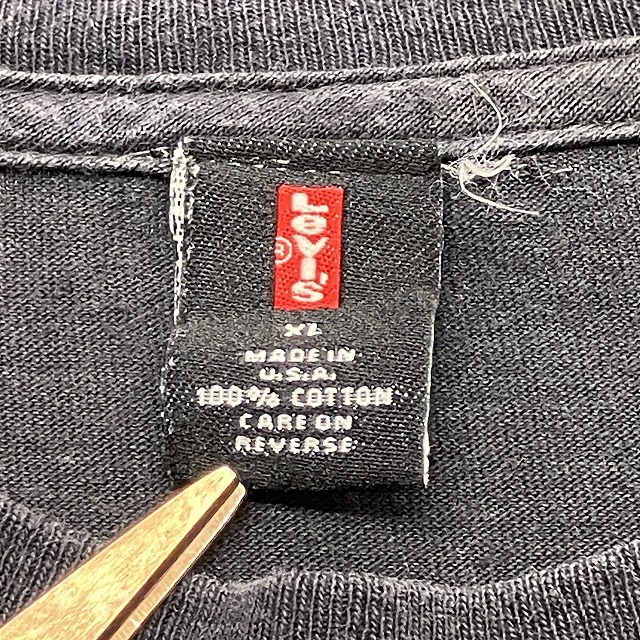 Levi's ®
XL
MADE IN
U.S.A.
100% COTTON
CARE ON
REVERSE